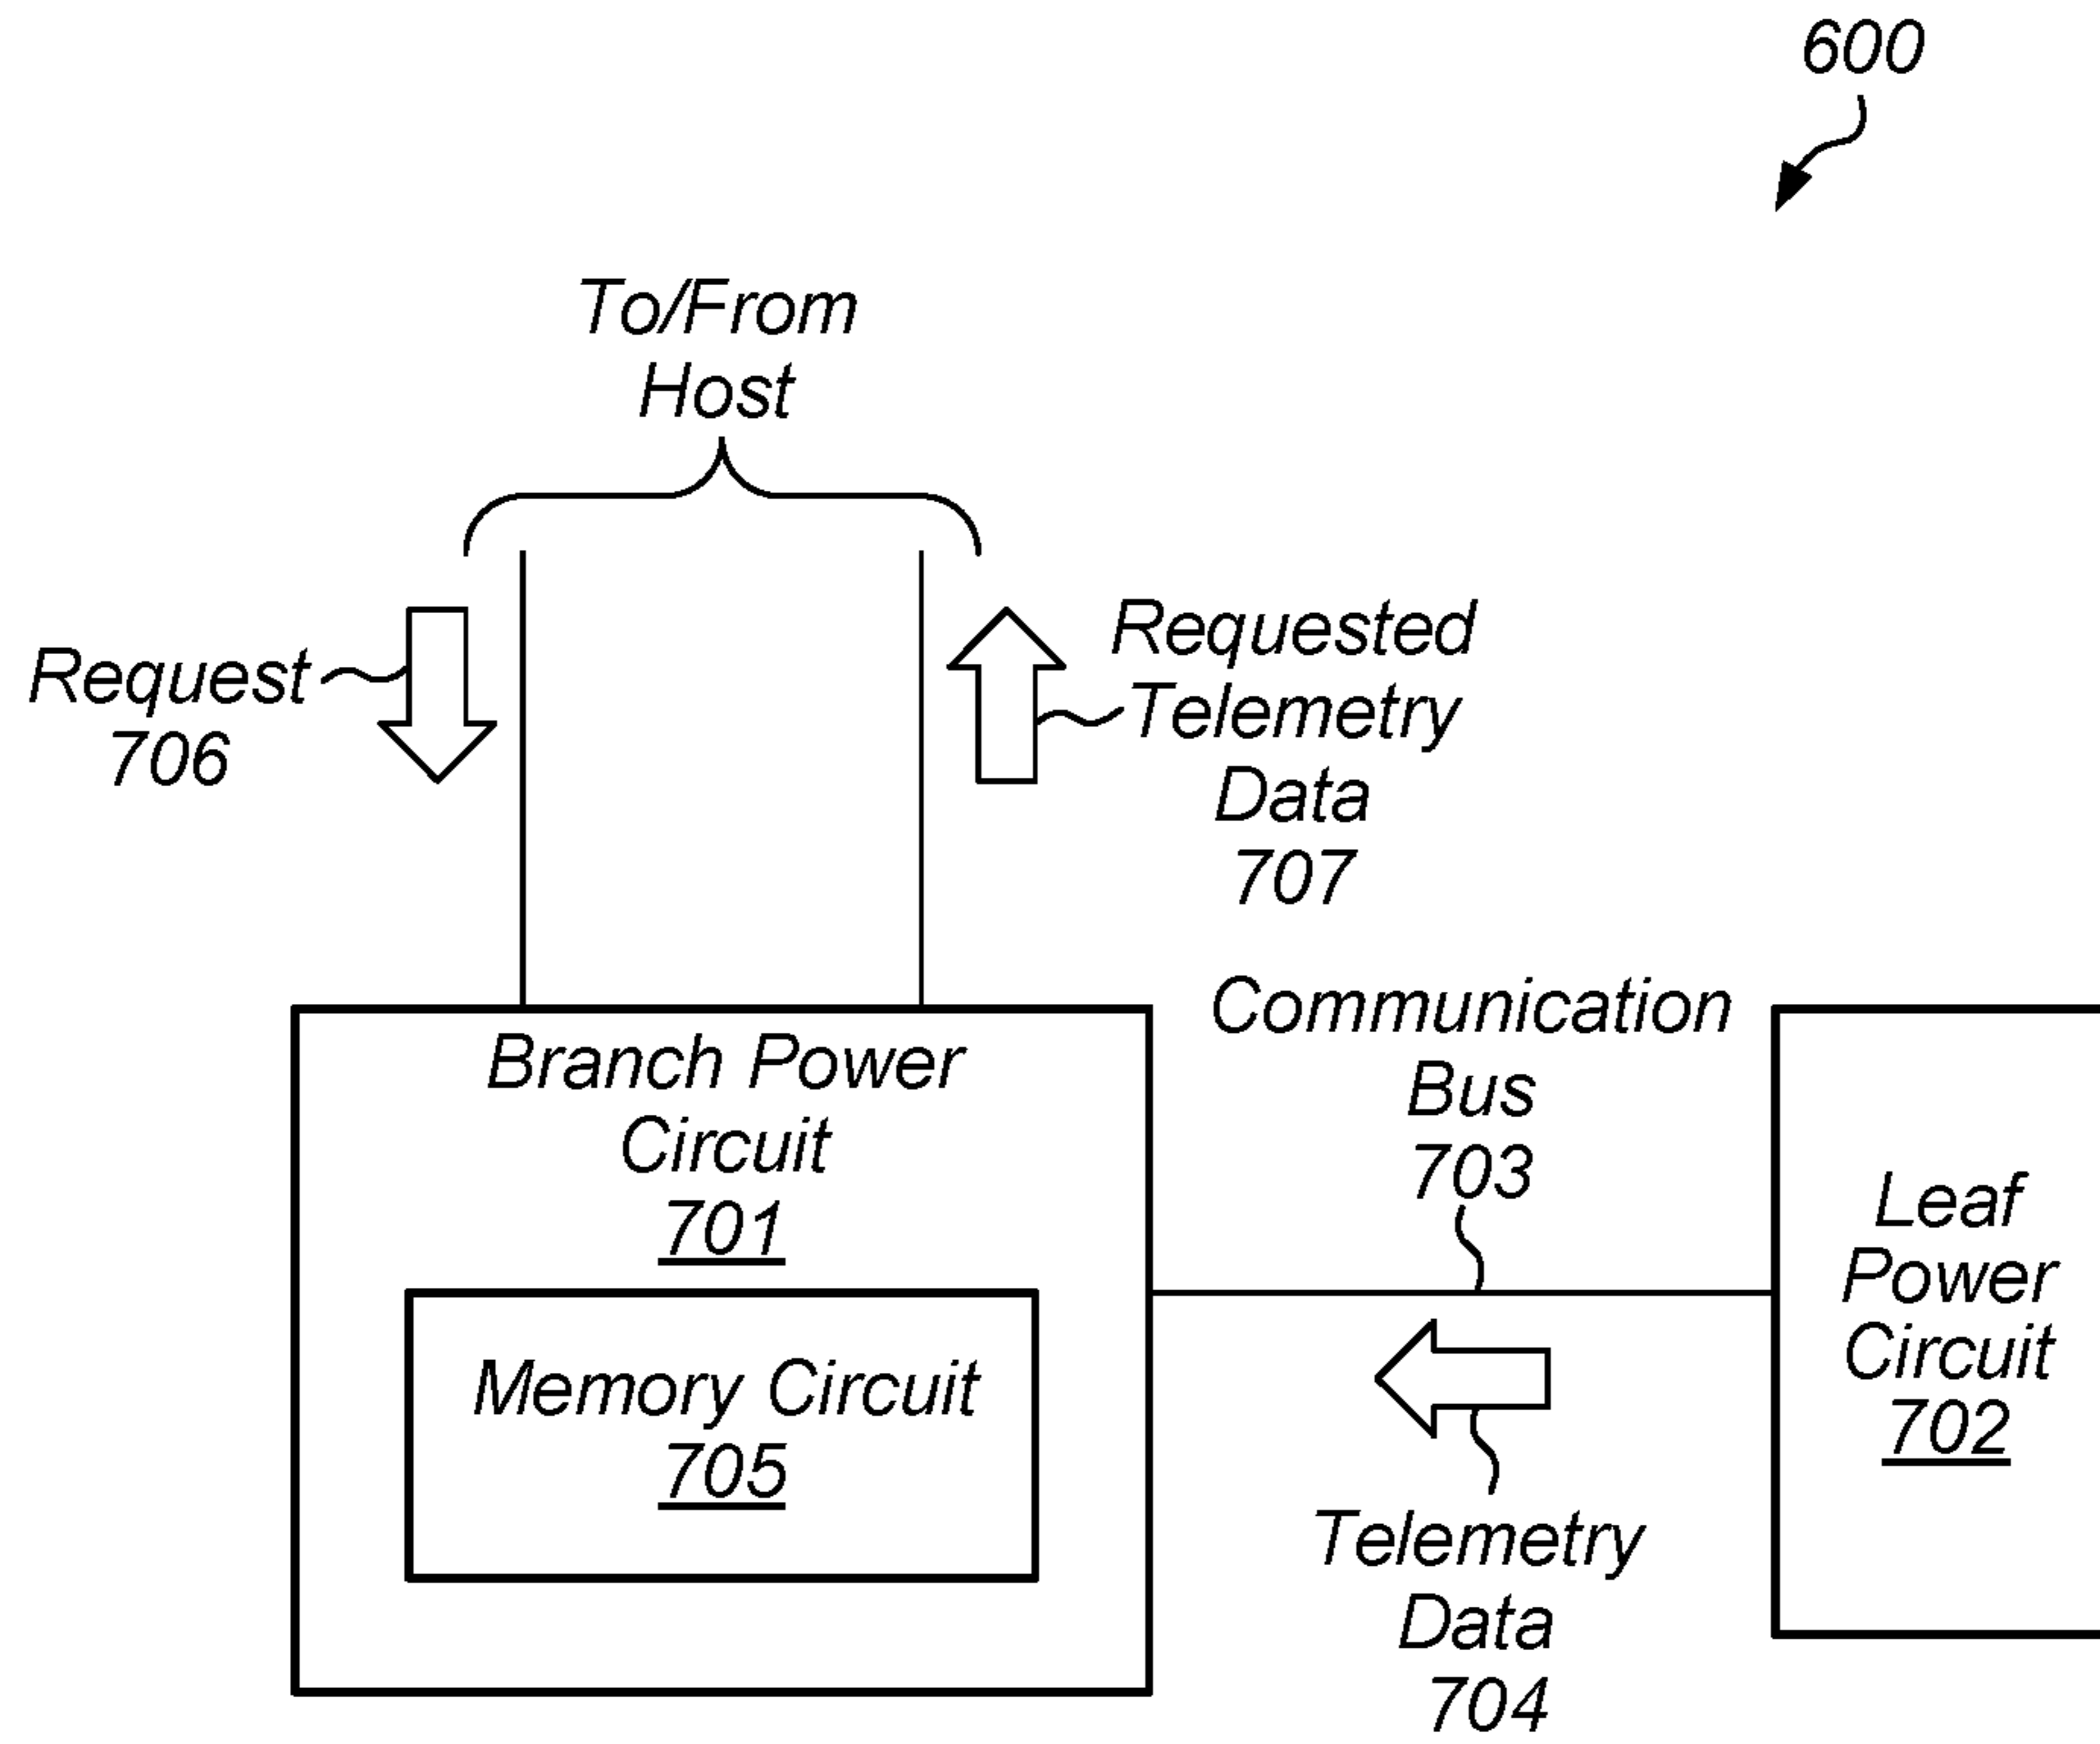 600
To/From
Host
Request
706
Requested
Telemetry
Data
707
Branch Power
Circuit
701
Memory Circuit
705
Communication
Bus
703
Telemetry
Data
704
Leaf
Power
Circuit
702